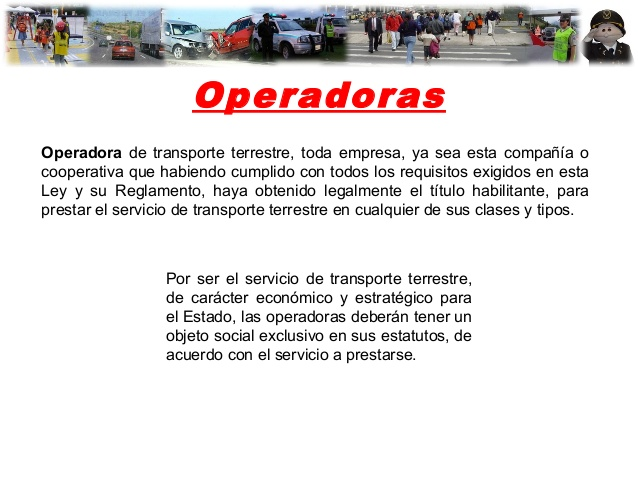 Operadoras
Operadora de transporte terrestre, toda empresa, ya sea esta compañía o
cooperativa que habiendo cumplido con todos los requisitos exigidos en esta
Ley y su Reglamento, haya obtenido legalmente el título habilitante, para
prestar el servicio de transporte terrestre en cualquier de sus clases y tipos.
Por ser el servicio de transporte terrestre,
de carácter económico y estratégico para
el Estado, las operadoras deberán tener un
objeto social exclusivo en sus estatutos, de
acuerdo con el servicio a prestarse.